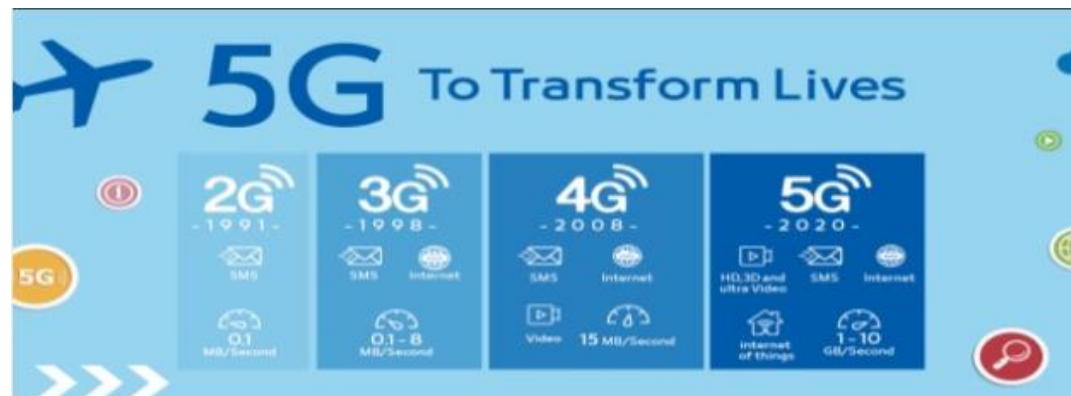 5G To Transform Lives
2G
-1991-
SMS
0.1
MB/Second
3G
-1998-
SMS
Internet
0.1-8
MB/Second
4G
-2008-
SMS
Internet
Video
15 MB/Second
5G
-2020-
HD,3D and
ultra Video
SMS
Internet
internet
of things
1-10
GB/Second
5G